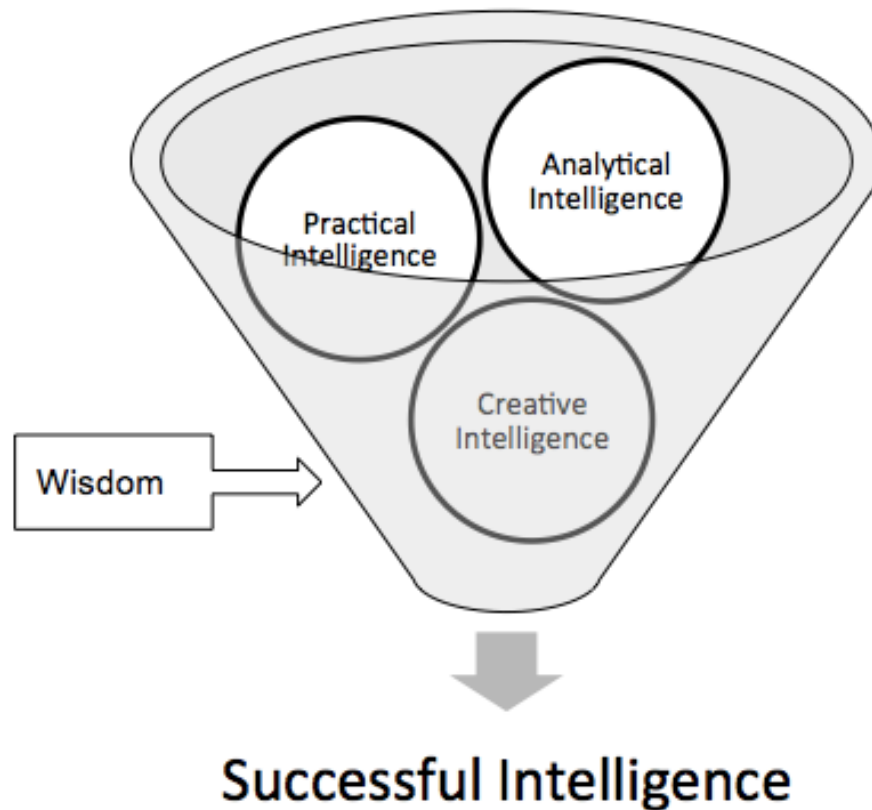 Analytical
Intelligence
Practical
Intelligence
Creative
Intelligence
Wisdom
Successful Intelligence